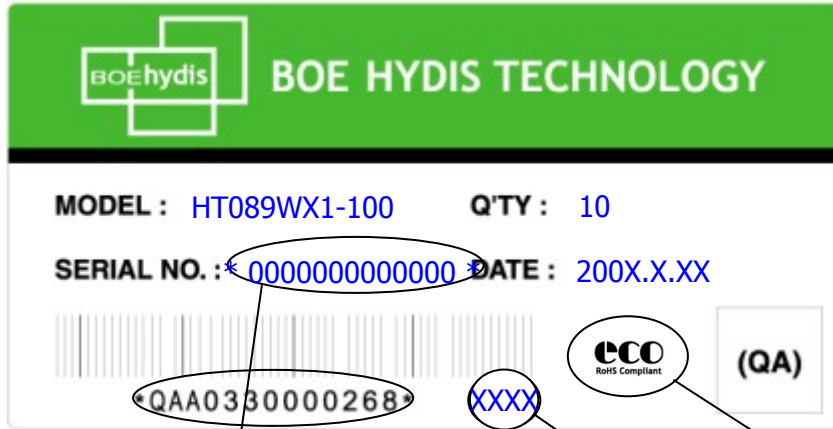 BOEhydis BOE HYDIS TECHNOLOGY
MODEL : HT089WX1-100 Q'TY : 10
SERIAL NO. : * 0000000000000 * DATE : 200X.X.XX
eco
RoHS Compliant
(QA)
*QAA0330000268* XXXX